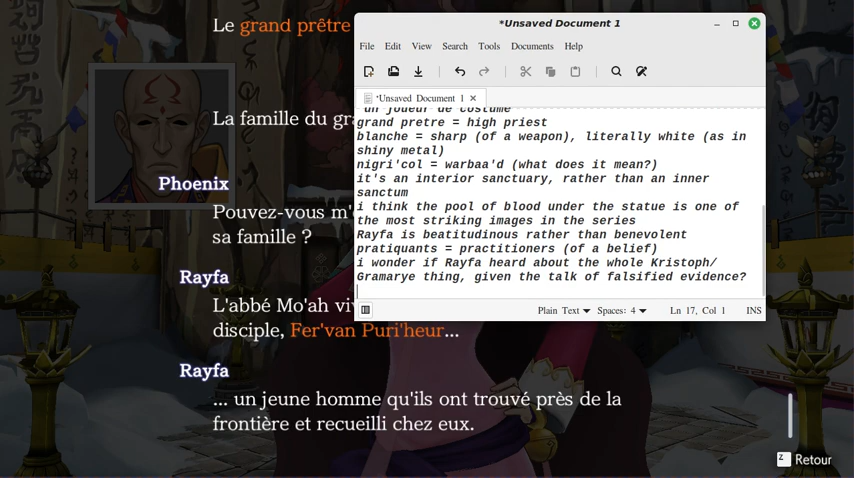 Le grand prêtre
La famille du gra
Phoenix
Pouvez-vous m'
sa famille ?
Rayfa
L'abbé Mo'ah viv
disciple, Fer'van Puri'heur...
Rayfa
... un jeune homme qu'ils ont trouvé près de la
frontière et recueilli chez eux.
Retour
*Unsaved Document 1
File Edit View Search Tools Documents Help
*Unsaved Document 1
un joueur de costume
grand pretre = high priest
blanche = sharp (of a weapon), literally white (as in
shiny metal)
nigri'col = warbaa'd (what does it mean?)
it's an interior sanctuary, rather than an inner
sanctum
i think the pool of blood under the statue is one of
the most striking images in the series
Rayfa is beatitudinous rather than benevolent
pratiquants = practitioners (of a belief)
i wonder if Rayfa heard about the whole Kristoph/
Gramarye thing, given the talk of falsified evidence?
Plain Text Spaces: 4 Ln 17, Col 1 INS
Z